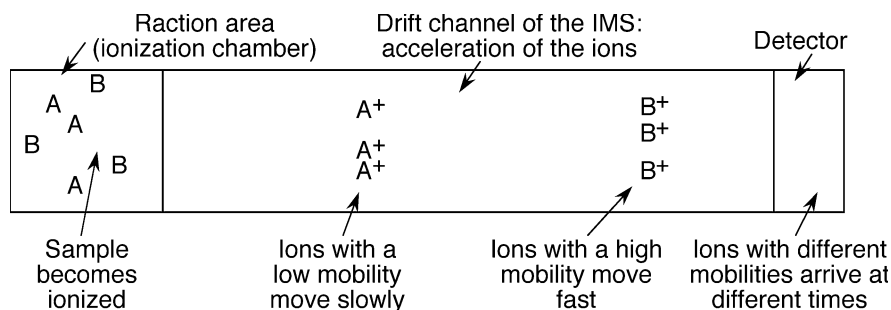 Raction area
(ionization chamber)
Drift channel of the IMS:
acceleration of the ions
Detector
B
A
A
B
B
A
A+
A+
A+
B+
B+
B+
Sample
becomes
ionized
Ions with a
low mobility
move slowly
Ions with a high
mobility move
fast
Ions with different
mobilities arrive at
different times